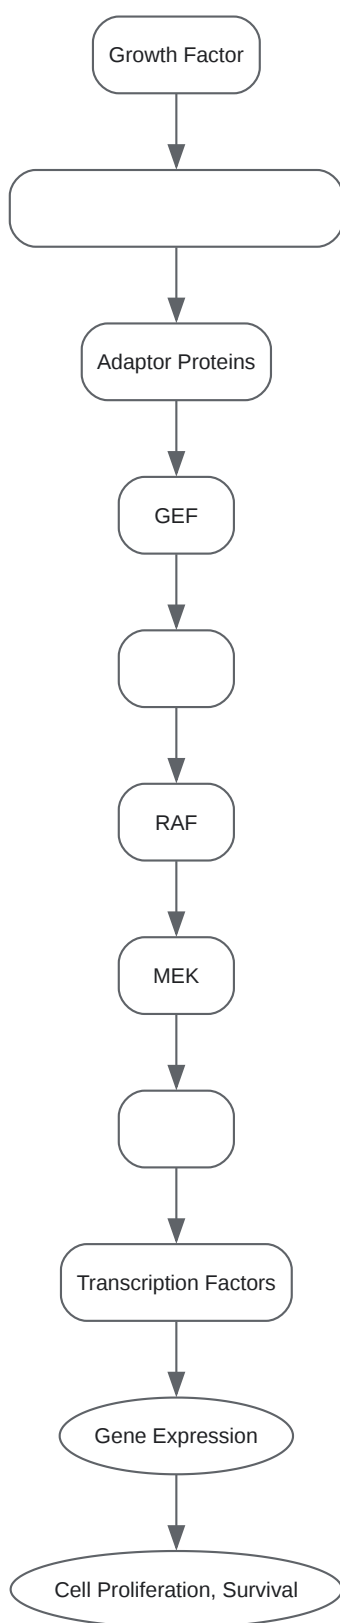 Growth Factor
Adaptor Proteins
GEF
RAF
MEK
Transcription Factors
Gene Expression
Cell Proliferation, Survival